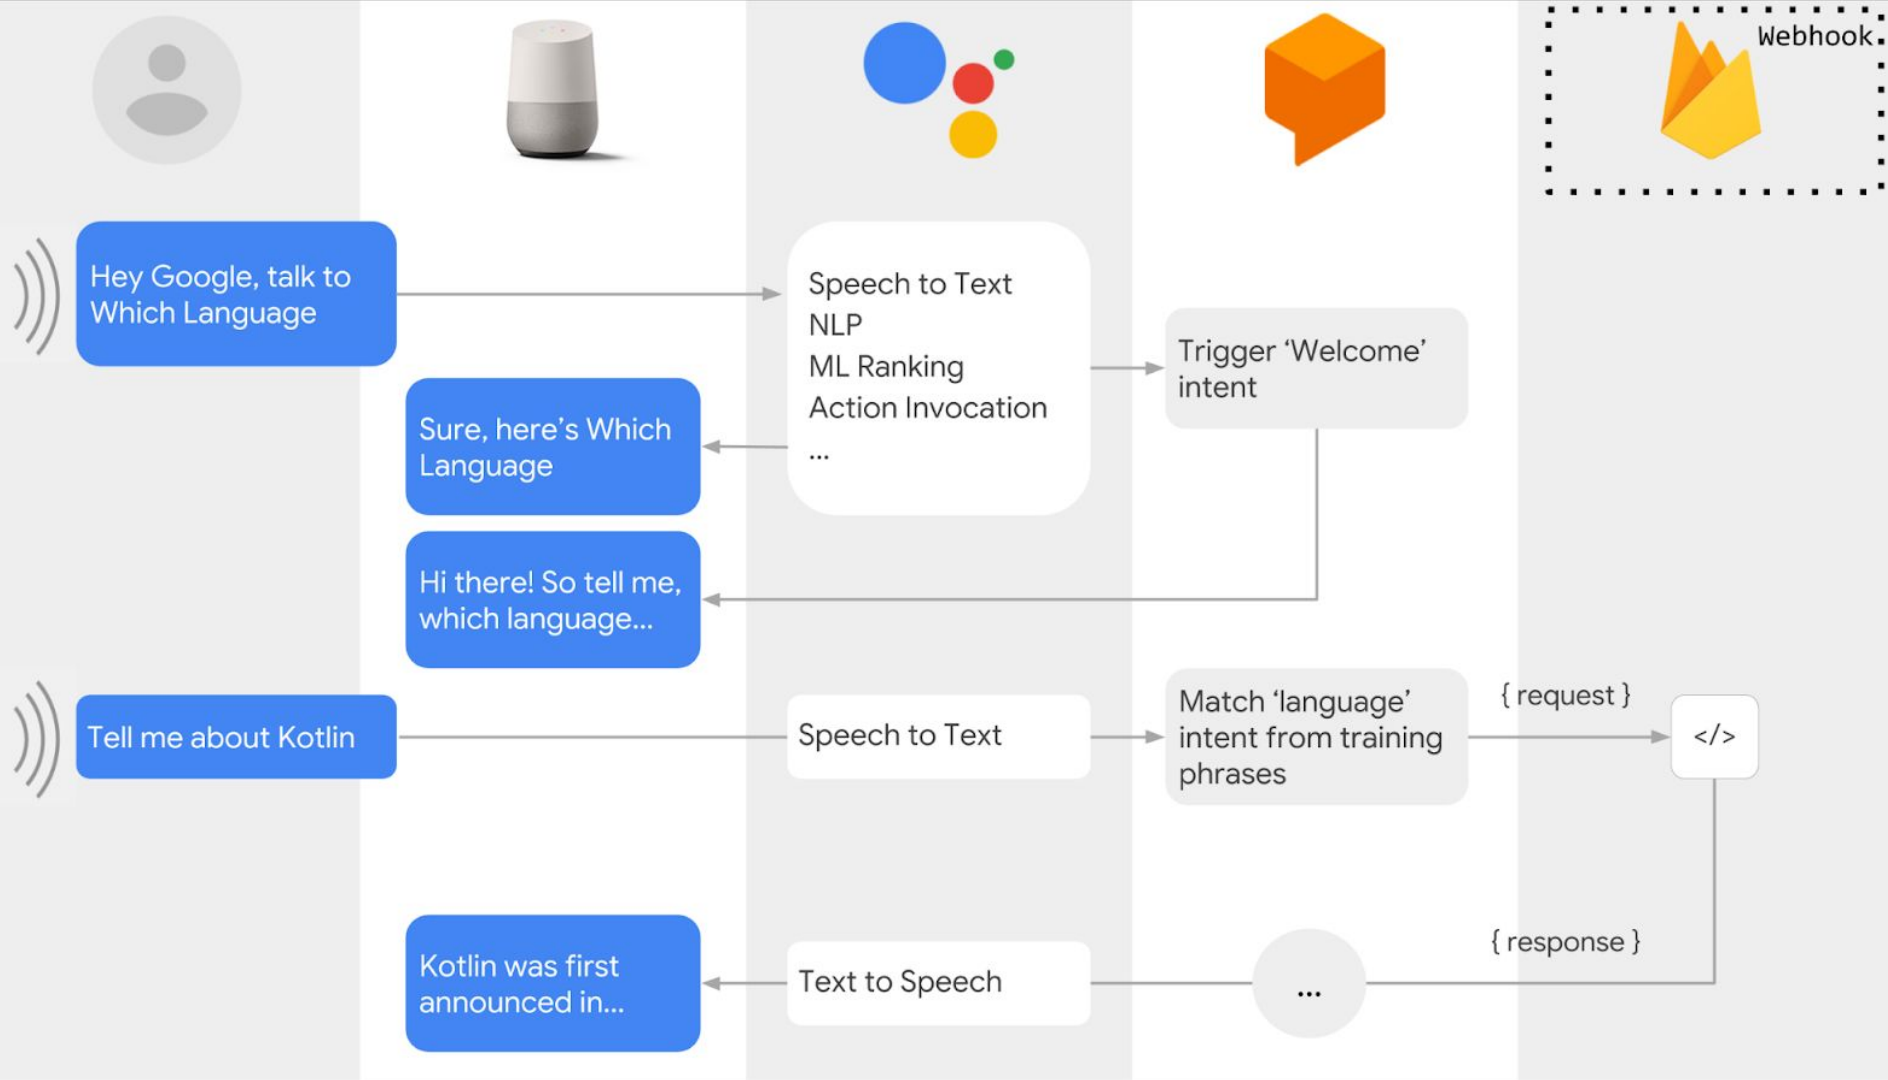 Webhook
Hey Google, talk to
Which Language
Speech to Text
NLP
ML Ranking
Action Invocation
...
Trigger ‘Welcome’
intent
Sure, here’s Which
Language
Hi there! So tell me,
which language...
Tell me about Kotlin
Speech to Text
Match ‘language’
intent from training
phrases
{ request }
</>
Kotlin was first
announced in...
Text to Speech
...
{ response }